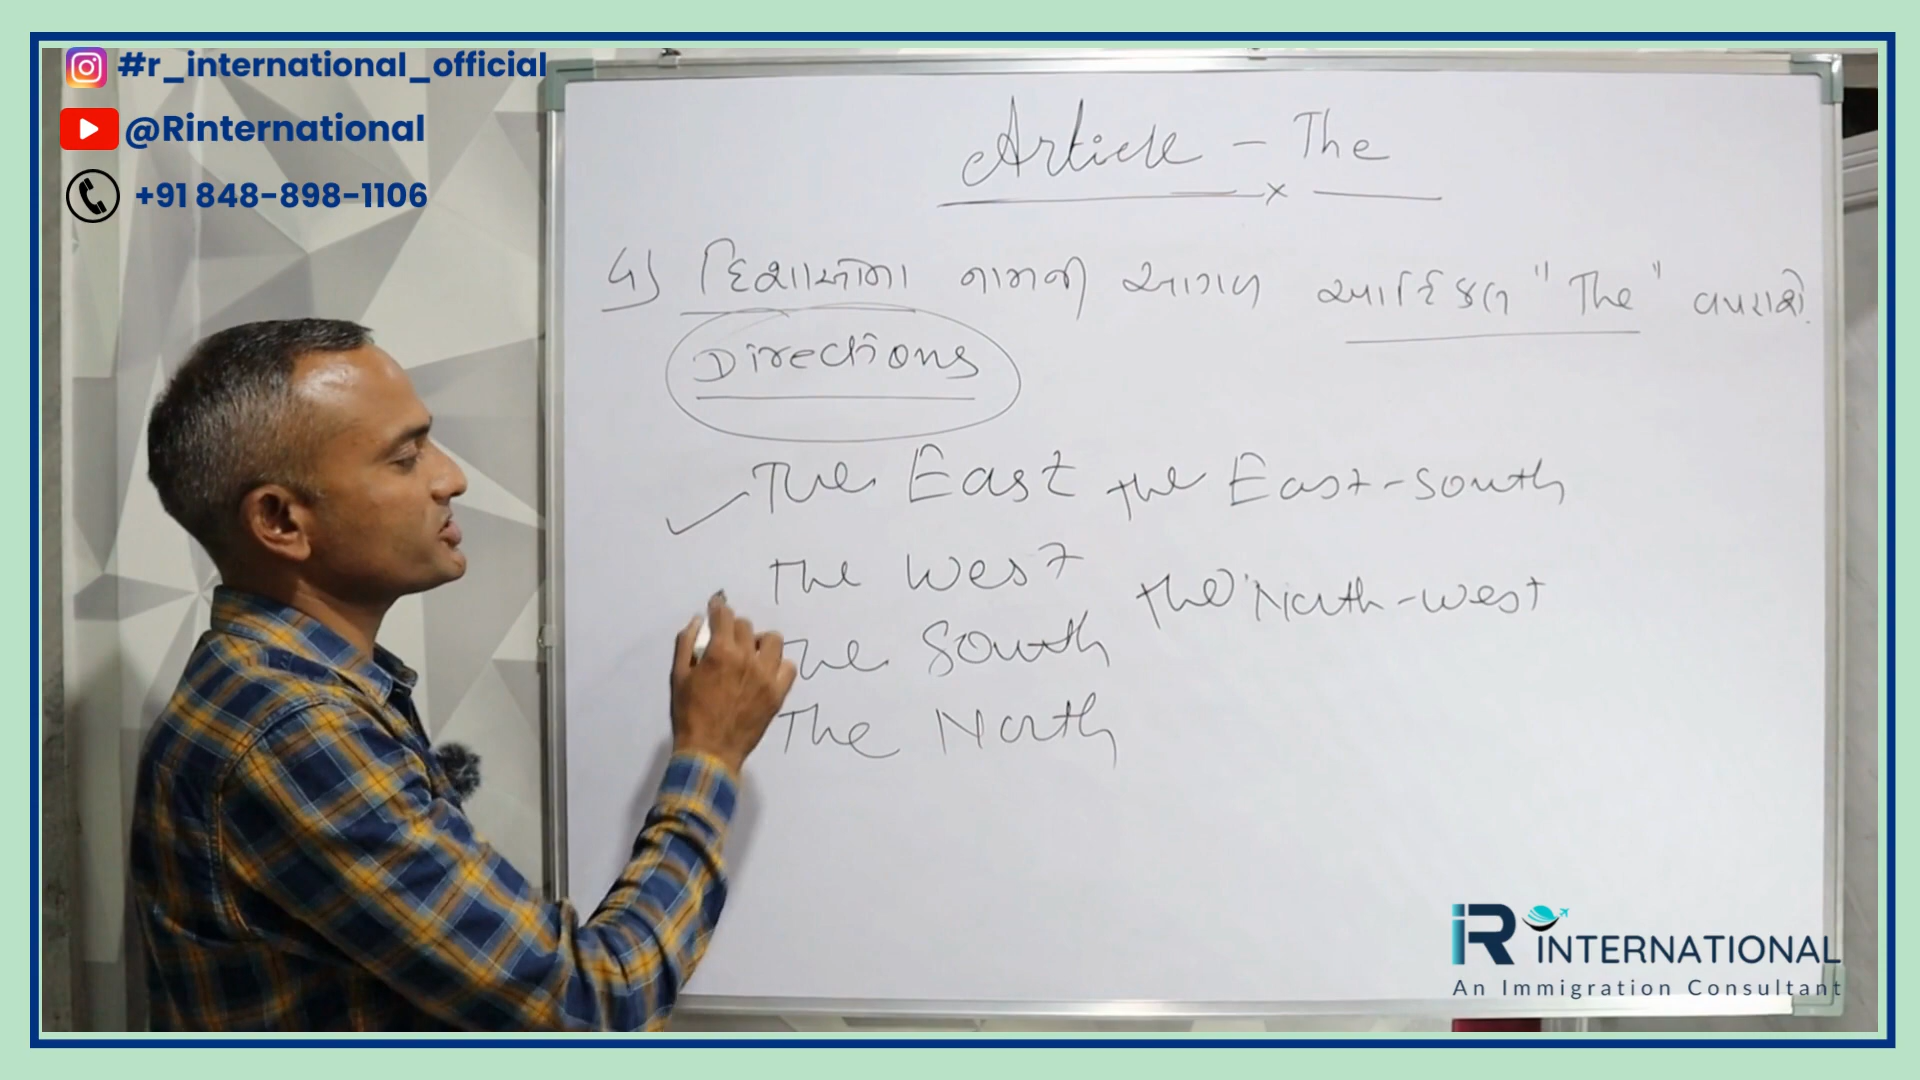 #r_international_official
@Rinternational
+91 848-898-1106
Article - The
૫) દિશાઓના નામની આગળ આર્ટિકલ "The" વપરાશે.
Directions
The East the East-South
The West
the North-west
The South
The North
iR INTERNATIONAL
An Immigration Consultant